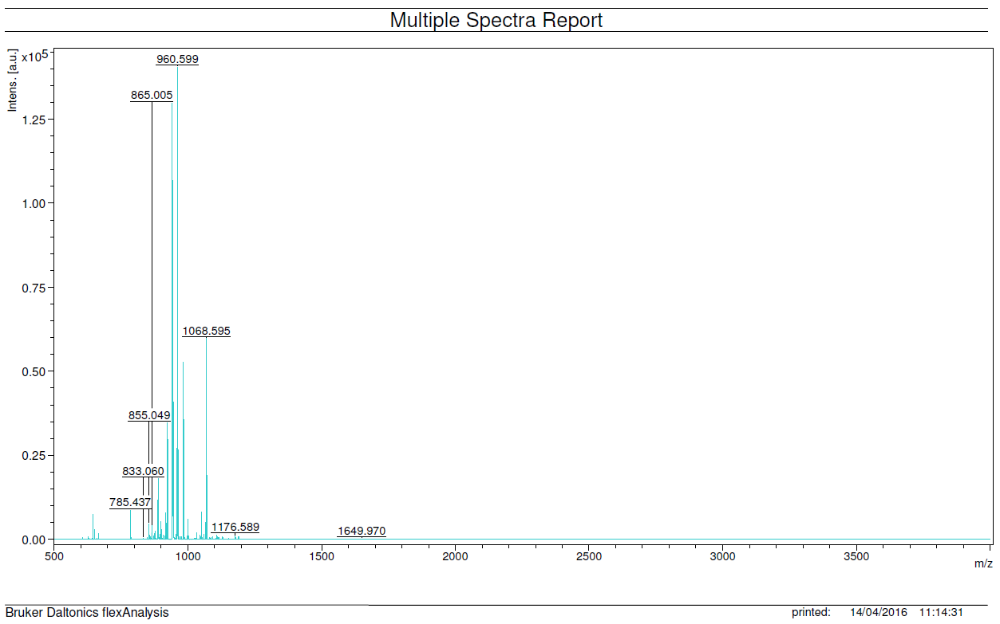 Multiple Spectra Report
Intens. [a.u.]
x10⁵
960.599
865.005
1.25
1.00
0.75
1068.595
0.50
855.049
0.25
833.060
785.437
1176.589
1649.970
0.00
500 1000 1500 2000 2500 3000 3500
m/z
Bruker Daltonics flexAnalysis printed: 14/04/2016 11:14:31